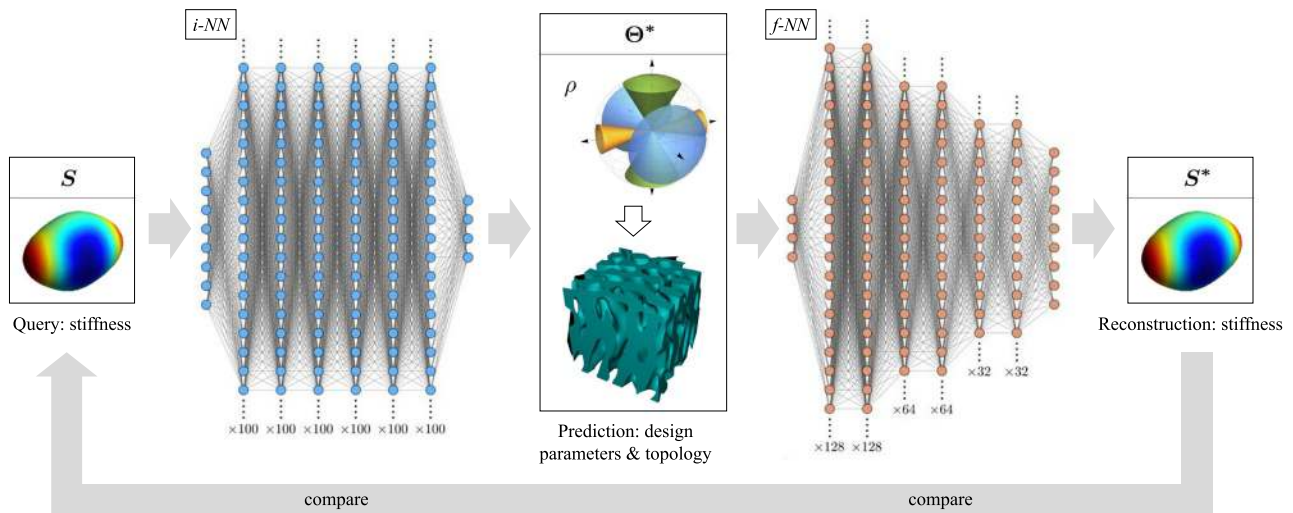 i-NN
Θ*
f-NN
ρ
S
S*
Query: stiffness
Reconstruction: stiffness
×100 ×100 ×100 ×100 ×100 ×100
×32 ×32
×64 ×64
×128 ×128
Prediction: design
parameters & topology
compare compare